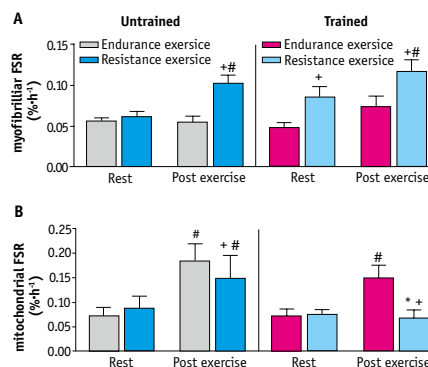 A
Untrained
Trained
Endurance exersice
Resistance exersice
Endurance exersice
Resistance exersice
myofibrilliar FSR
(%·h-¹)
0.15
0.10
0.05
0.00
+#
+
+#
Rest
Post exercise
Rest
Post exercise
B
mitochondrial FSR
(%·h-¹)
0.25
0.20
0.15
0.10
0.05
0.00
#
+ #
#
* +
Rest
Post exercise
Rest
Post exercise